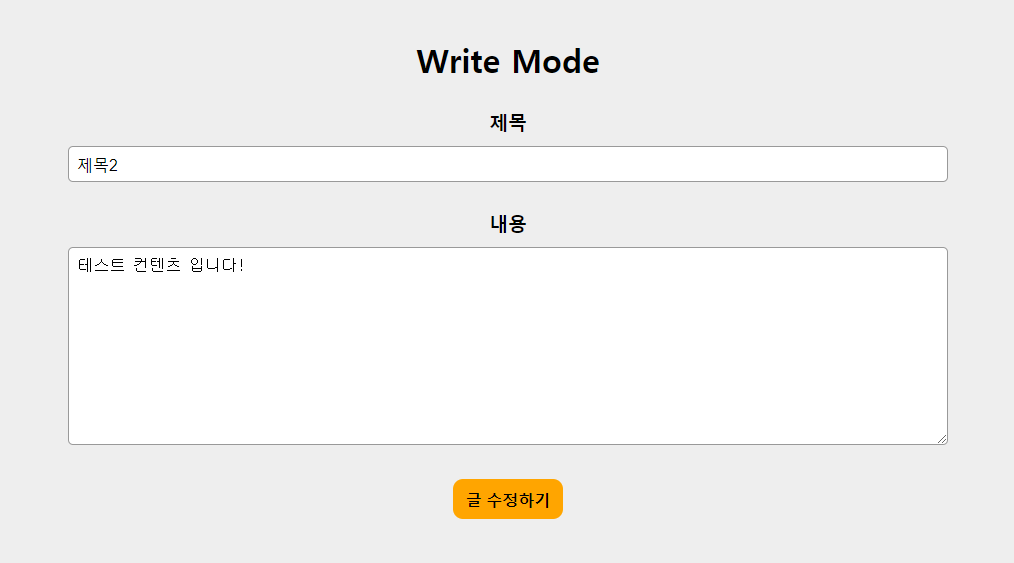 Write Mode
제목
제목2
내용
테스트 컨텐츠 입니다!
글 수정하기